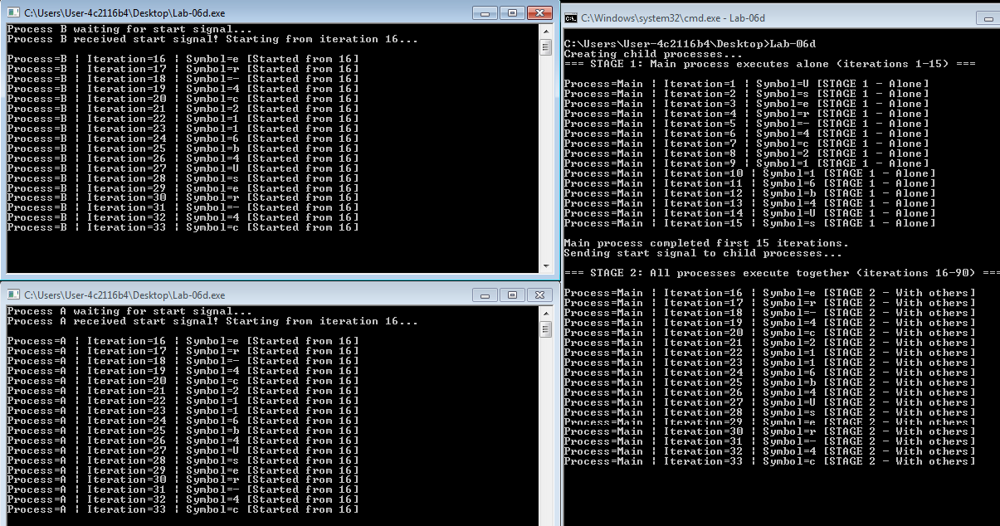 C:\Users\User-4c2116b4\Desktop\Lab-06d.exe
Process B waiting for start signal...
Process B received start signal! Starting from iteration 16...
Process=B | Iteration=16 | Symbol=e [Started from 16]
Process=B | Iteration=17 | Symbol=r [Started from 16]
Process=B | Iteration=18 | Symbol=- [Started from 16]
Process=B | Iteration=19 | Symbol=4 [Started from 16]
Process=B | Iteration=20 | Symbol=c [Started from 16]
Process=B | Iteration=21 | Symbol=2 [Started from 16]
Process=B | Iteration=22 | Symbol=1 [Started from 16]
Process=B | Iteration=23 | Symbol=1 [Started from 16]
Process=B | Iteration=24 | Symbol=6 [Started from 16]
Process=B | Iteration=25 | Symbol=b [Started from 16]
Process=B | Iteration=26 | Symbol=4 [Started from 16]
Process=B | Iteration=27 | Symbol=U [Started from 16]
Process=B | Iteration=28 | Symbol=s [Started from 16]
Process=B | Iteration=29 | Symbol=e [Started from 16]
Process=B | Iteration=30 | Symbol=r [Started from 16]
Process=B | Iteration=31 | Symbol=- [Started from 16]
Process=B | Iteration=32 | Symbol=4 [Started from 16]
Process=B | Iteration=33 | Symbol=c [Started from 16]
C:\Users\User-4c2116b4\Desktop\Lab-06d.exe
Process A waiting for start signal...
Process A received start signal! Starting from iteration 16...
Process=A | Iteration=16 | Symbol=e [Started from 16]
Process=A | Iteration=17 | Symbol=r [Started from 16]
Process=A | Iteration=18 | Symbol=- [Started from 16]
Process=A | Iteration=19 | Symbol=4 [Started from 16]
Process=A | Iteration=20 | Symbol=c [Started from 16]
Process=A | Iteration=21 | Symbol=2 [Started from 16]
Process=A | Iteration=22 | Symbol=1 [Started from 16]
Process=A | Iteration=23 | Symbol=1 [Started from 16]
Process=A | Iteration=24 | Symbol=6 [Started from 16]
Process=A | Iteration=25 | Symbol=b [Started from 16]
Process=A | Iteration=26 | Symbol=4 [Started from 16]
Process=A | Iteration=27 | Symbol=U [Started from 16]
Process=A | Iteration=28 | Symbol=s [Started from 16]
Process=A | Iteration=29 | Symbol=e [Started from 16]
Process=A | Iteration=30 | Symbol=r [Started from 16]
Process=A | Iteration=31 | Symbol=- [Started from 16]
Process=A | Iteration=32 | Symbol=4 [Started from 16]
Process=A | Iteration=33 | Symbol=c [Started from 16]
C:\Windows\system32\cmd.exe - Lab-06d
C:\Users\User-4c2116b4\Desktop>Lab-06d
Creating child processes...
=== STAGE 1: Main process executes alone (iterations 1-15) ===
Process=Main | Iteration=1 | Symbol=U [STAGE 1 - Alone]
Process=Main | Iteration=2 | Symbol=s [STAGE 1 - Alone]
Process=Main | Iteration=3 | Symbol=e [STAGE 1 - Alone]
Process=Main | Iteration=4 | Symbol=r [STAGE 1 - Alone]
Process=Main | Iteration=5 | Symbol=- [STAGE 1 - Alone]
Process=Main | Iteration=6 | Symbol=4 [STAGE 1 - Alone]
Process=Main | Iteration=7 | Symbol=c [STAGE 1 - Alone]
Process=Main | Iteration=8 | Symbol=2 [STAGE 1 - Alone]
Process=Main | Iteration=9 | Symbol=1 [STAGE 1 - Alone]
Process=Main | Iteration=10 | Symbol=1 [STAGE 1 - Alone]
Process=Main | Iteration=11 | Symbol=6 [STAGE 1 - Alone]
Process=Main | Iteration=12 | Symbol=b [STAGE 1 - Alone]
Process=Main | Iteration=13 | Symbol=4 [STAGE 1 - Alone]
Process=Main | Iteration=14 | Symbol=U [STAGE 1 - Alone]
Process=Main | Iteration=15 | Symbol=s [STAGE 1 - Alone]
Main process completed first 15 iterations.
Sending start signal to child processes...
=== STAGE 2: All processes execute together (iterations 16-90) ===
Process=Main | Iteration=16 | Symbol=e [STAGE 2 - With others]
Process=Main | Iteration=17 | Symbol=r [STAGE 2 - With others]
Process=Main | Iteration=18 | Symbol=- [STAGE 2 - With others]
Process=Main | Iteration=19 | Symbol=4 [STAGE 2 - With others]
Process=Main | Iteration=20 | Symbol=c [STAGE 2 - With others]
Process=Main | Iteration=21 | Symbol=2 [STAGE 2 - With others]
Process=Main | Iteration=22 | Symbol=1 [STAGE 2 - With others]
Process=Main | Iteration=23 | Symbol=1 [STAGE 2 - With others]
Process=Main | Iteration=24 | Symbol=6 [STAGE 2 - With others]
Process=Main | Iteration=25 | Symbol=b [STAGE 2 - With others]
Process=Main | Iteration=26 | Symbol=4 [STAGE 2 - With others]
Process=Main | Iteration=27 | Symbol=U [STAGE 2 - With others]
Process=Main | Iteration=28 | Symbol=s [STAGE 2 - With others]
Process=Main | Iteration=29 | Symbol=e [STAGE 2 - With others]
Process=Main | Iteration=30 | Symbol=r [STAGE 2 - With others]
Process=Main | Iteration=31 | Symbol=- [STAGE 2 - With others]
Process=Main | Iteration=32 | Symbol=4 [STAGE 2 - With others]
Process=Main | Iteration=33 | Symbol=c [STAGE 2 - With others]